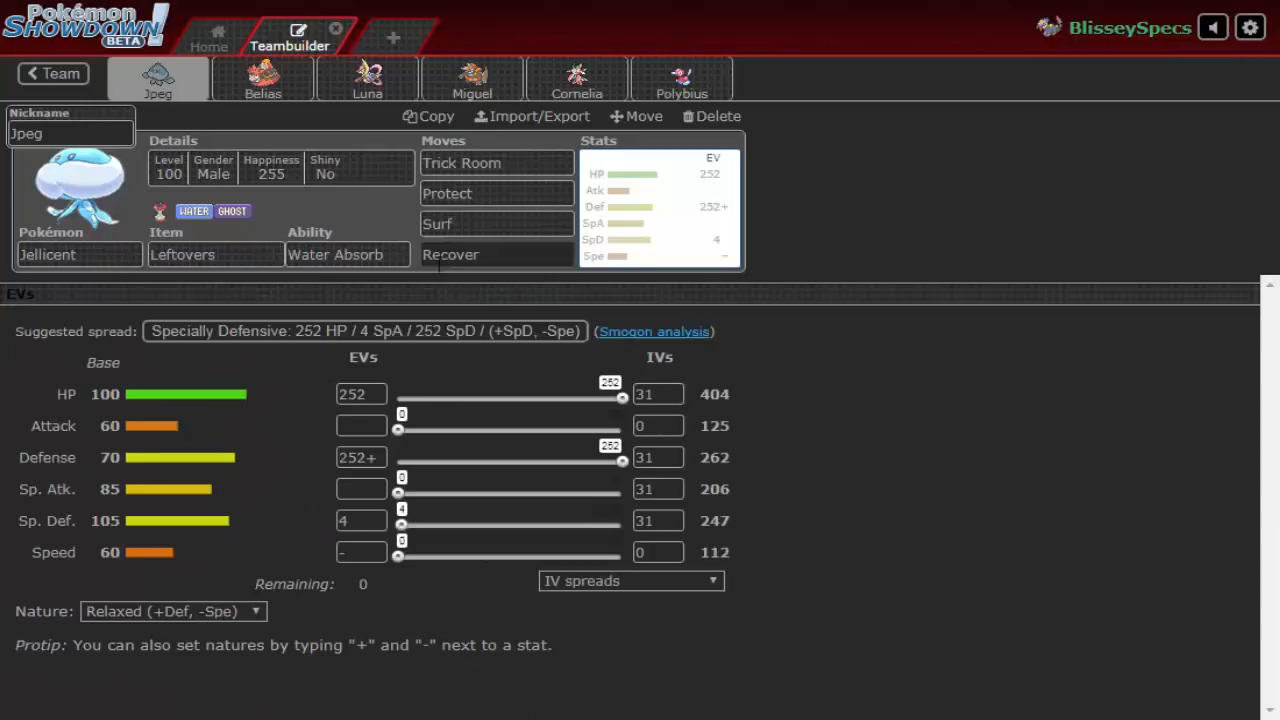 Pokémon
SHOWDOWN!
BETA!
Home
Teambuilder
BlisseySpecs
Team
Jpeg
Belias
Luna
Miguel
Cornelia
Polybius
Copy
Import/Export
Move
Delete
Nickname
Jpeg
Details
Level
100
Gender
Male
Happiness
255
Shiny
No
WATER
GHOST
Pokémon
Jellicent
Item
Leftovers
Ability
Water Absorb
Moves
Trick Room
Protect
Surf
Recover
Stats
EV
HP 252
Atk
Def 252+
SpA
SpD 4
Spe −
EVs
Suggested spread: Specially Defensive: 252 HP / 4 SpA / 252 SpD / (+SpD, -Spe) (Smogon analysis)
Base EVs IVs
HP 100 252 252 31 404
Attack 60 0 0 125
Defense 70 252+ 252 31 262
Sp. Atk. 85 0 31 206
Sp. Def. 105 4 4 31 247
Speed 60 - 0 0 112
Remaining: 0 IV spreads
Nature: Relaxed (+Def, -Spe)
Protip: You can also set natures by typing "+" and "-" next to a stat.